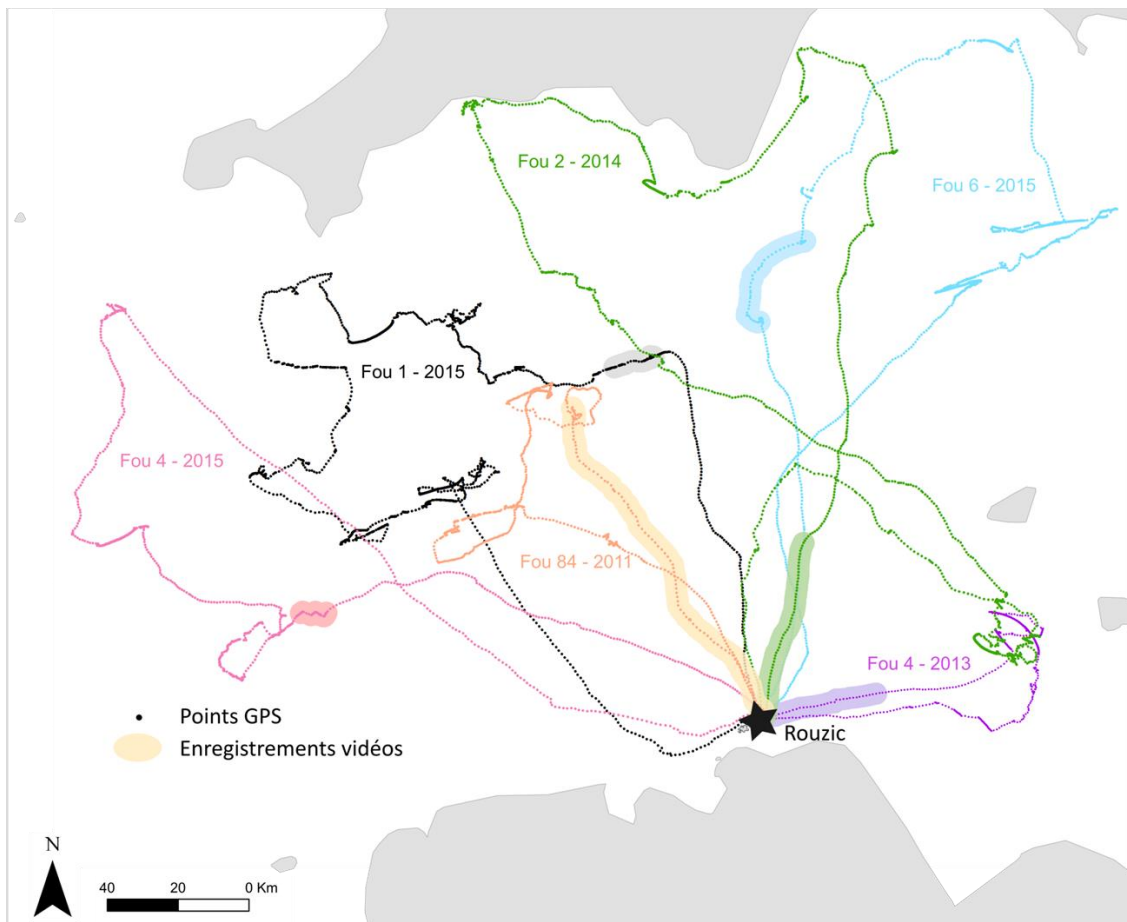 Fou 2 - 2014
Fou 6 - 2015
Fou 1 - 2015
Fou 4 - 2015
Fou 84 - 2011
Fou 4 - 2013
Points GPS
Enregistrements vidéos
Rouzic
N
40 20 0 Km